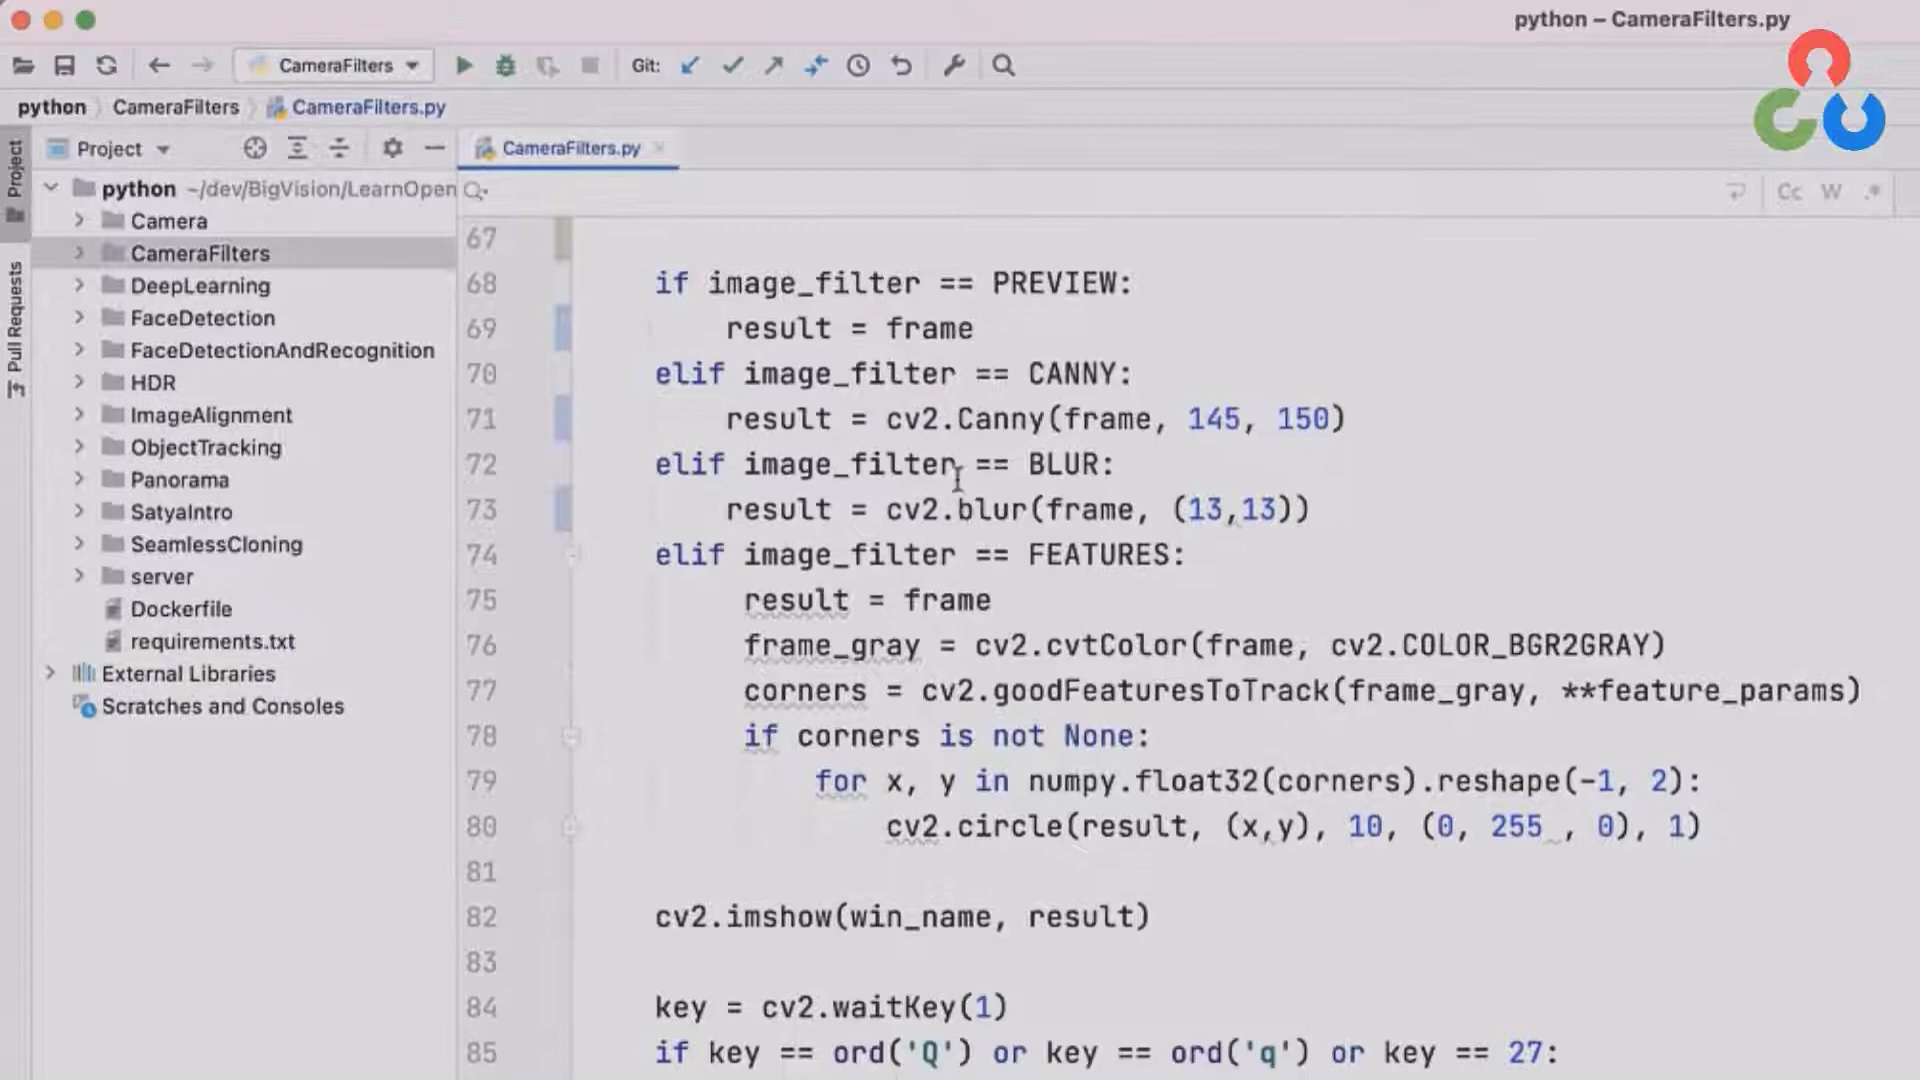 python – CameraFilters.py
CameraFilters
Git:
python
CameraFilters
CameraFilters.py
Project
Project
CameraFilters.py
python ~/dev/BigVision/LearnOpen
Cc W .*
Camera
CameraFilters
DeepLearning
FaceDetection
FaceDetectionAndRecognition
HDR
ImageAlignment
ObjectTracking
Panorama
SatyaIntro
SeamlessCloning
server
Dockerfile
requirements.txt
External Libraries
Scratches and Consoles
Pull Requests
67
68 if image_filter == PREVIEW:
69 result = frame
70 elif image_filter == CANNY:
71 result = cv2.Canny(frame, 145, 150)
72 elif image_filter == BLUR:
73 result = cv2.blur(frame, (13,13))
74 elif image_filter == FEATURES:
75 result = frame
76 frame_gray = cv2.cvtColor(frame, cv2.COLOR_BGR2GRAY)
77 corners = cv2.goodFeaturesToTrack(frame_gray, **feature_params)
78 if corners is not None:
79 for x, y in numpy.float32(corners).reshape(-1, 2):
80 cv2.circle(result, (x,y), 10, (0, 255 , 0), 1)
81
82 cv2.imshow(win_name, result)
83
84 key = cv2.waitKey(1)
85 if key == ord('Q') or key == ord('q') or key == 27: